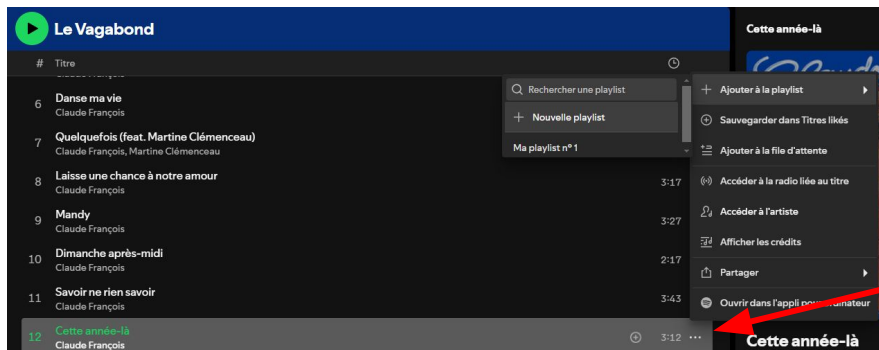 Le Vagabond
Cette année-là
# Titre
6 Danse ma vie
Claude François
7 Quelquefois (feat. Martine Clémenceau)
Claude François, Martine Clémenceau
8 Laisse une chance à notre amour 3:17
Claude François
9 Mandy 3:27
Claude François
10 Dimanche après-midi 2:17
Claude François
11 Savoir ne rien savoir 3:43
Claude François
12 Cette année-là 3:12
Claude François
Rechercher une playlist
Nouvelle playlist
Ma playlist n° 1
Ajouter à la playlist
Sauvegarder dans Titres likés
Ajouter à la file d'attente
Accéder à la radio liée au titre
Accéder à l'artiste
Afficher les crédits
Partager
Ouvrir dans l'appli pour ordinateur
Cette année-là